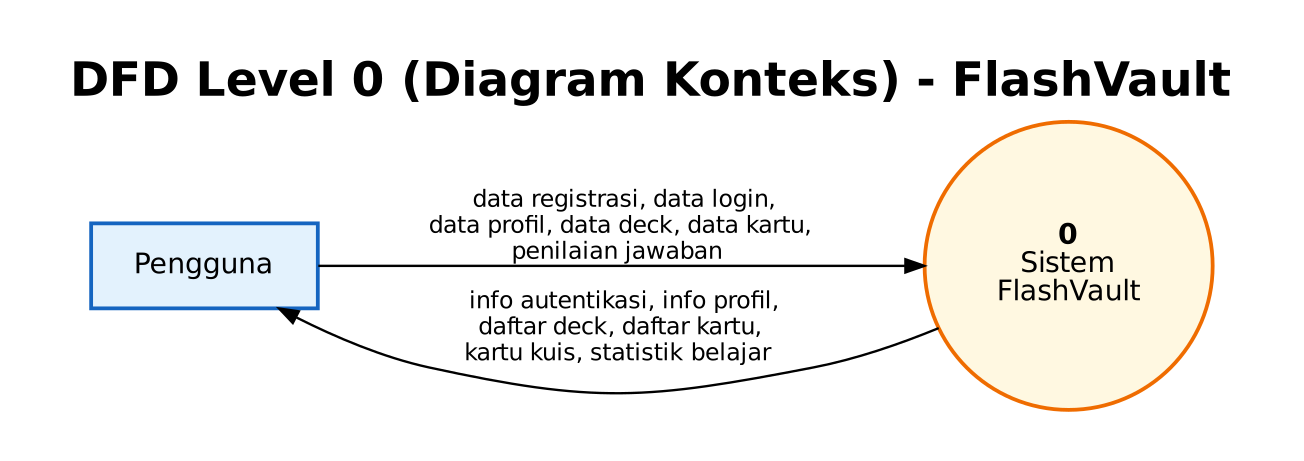 DFD Level 0 (Diagram Konteks) - FlashVault
Pengguna
data registrasi, data login,
data profil, data deck, data kartu,
penilaian jawaban
info autentikasi, info profil,
daftar deck, daftar kartu,
kartu kuis, statistik belajar
0
Sistem
FlashVault